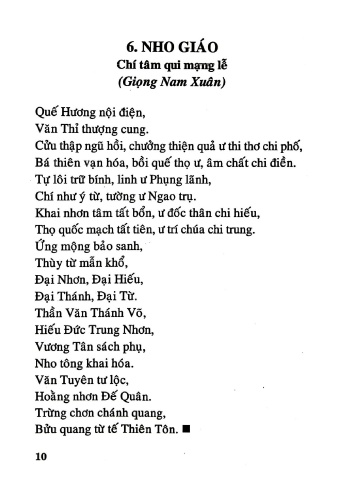 6. NHO GIÁO
Chí tâm qui mạng lễ
(Giọng Nam Xuân)
Quế Hương nội điện,
Văn Thỉ thượng cung.
Cửu thập ngũ hồi, chưởng thiện quả ư thi thơ chi phố,
Bá thiên vạn hóa, bồi quế thọ ư, âm chất chi điền.
Tự lôi trữ bính, linh ư Phụng lãnh,
Chí như ý từ, tường ư Ngao trụ.
Khai nhơn tâm tất bổn, ư đốc thân chi hiếu,
Thọ quốc mạch tất tiên, ư trí chúa chi trung.
Ứng mộng bảo sanh,
Thùy từ mẫn khổ,
Đại Nhơn, Đại Hiếu,
Đại Thánh, Đại Từ.
Thần Văn Thánh Võ,
Hiếu Đức Trung Nhơn,
Vương Tân sách phụ,
Nho tông khai hóa.
Văn Tuyên tư lộc,
Hoằng nhơn Đế Quân.
Trừng chơn chánh quang,
Bửu quang từ tế Thiên Tôn. ■
10